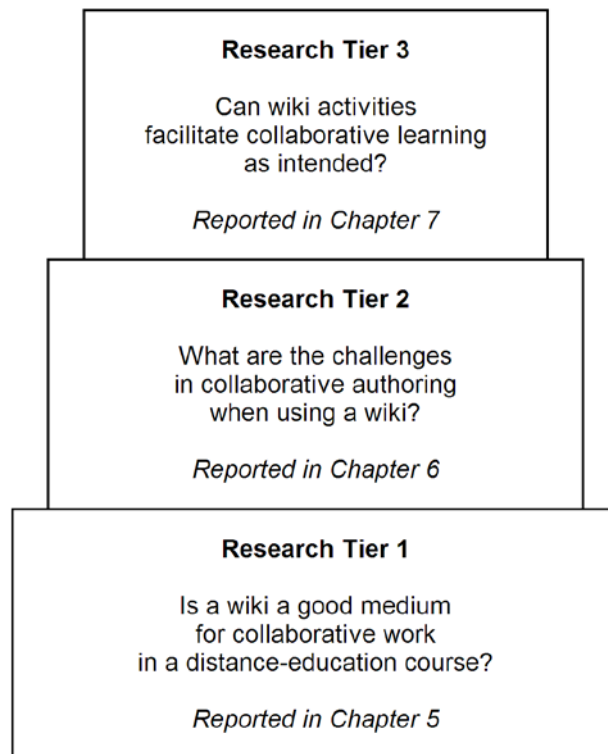 Research Tier 3
Can wiki activities
facilitate collaborative learning
as intended?
Reported in Chapter 7
Research Tier 2
What are the challenges
in collaborative authoring
when using a wiki?
Reported in Chapter 6
Research Tier 1
Is a wiki a good medium
for collaborative work
in a distance-education course?
Reported in Chapter 5